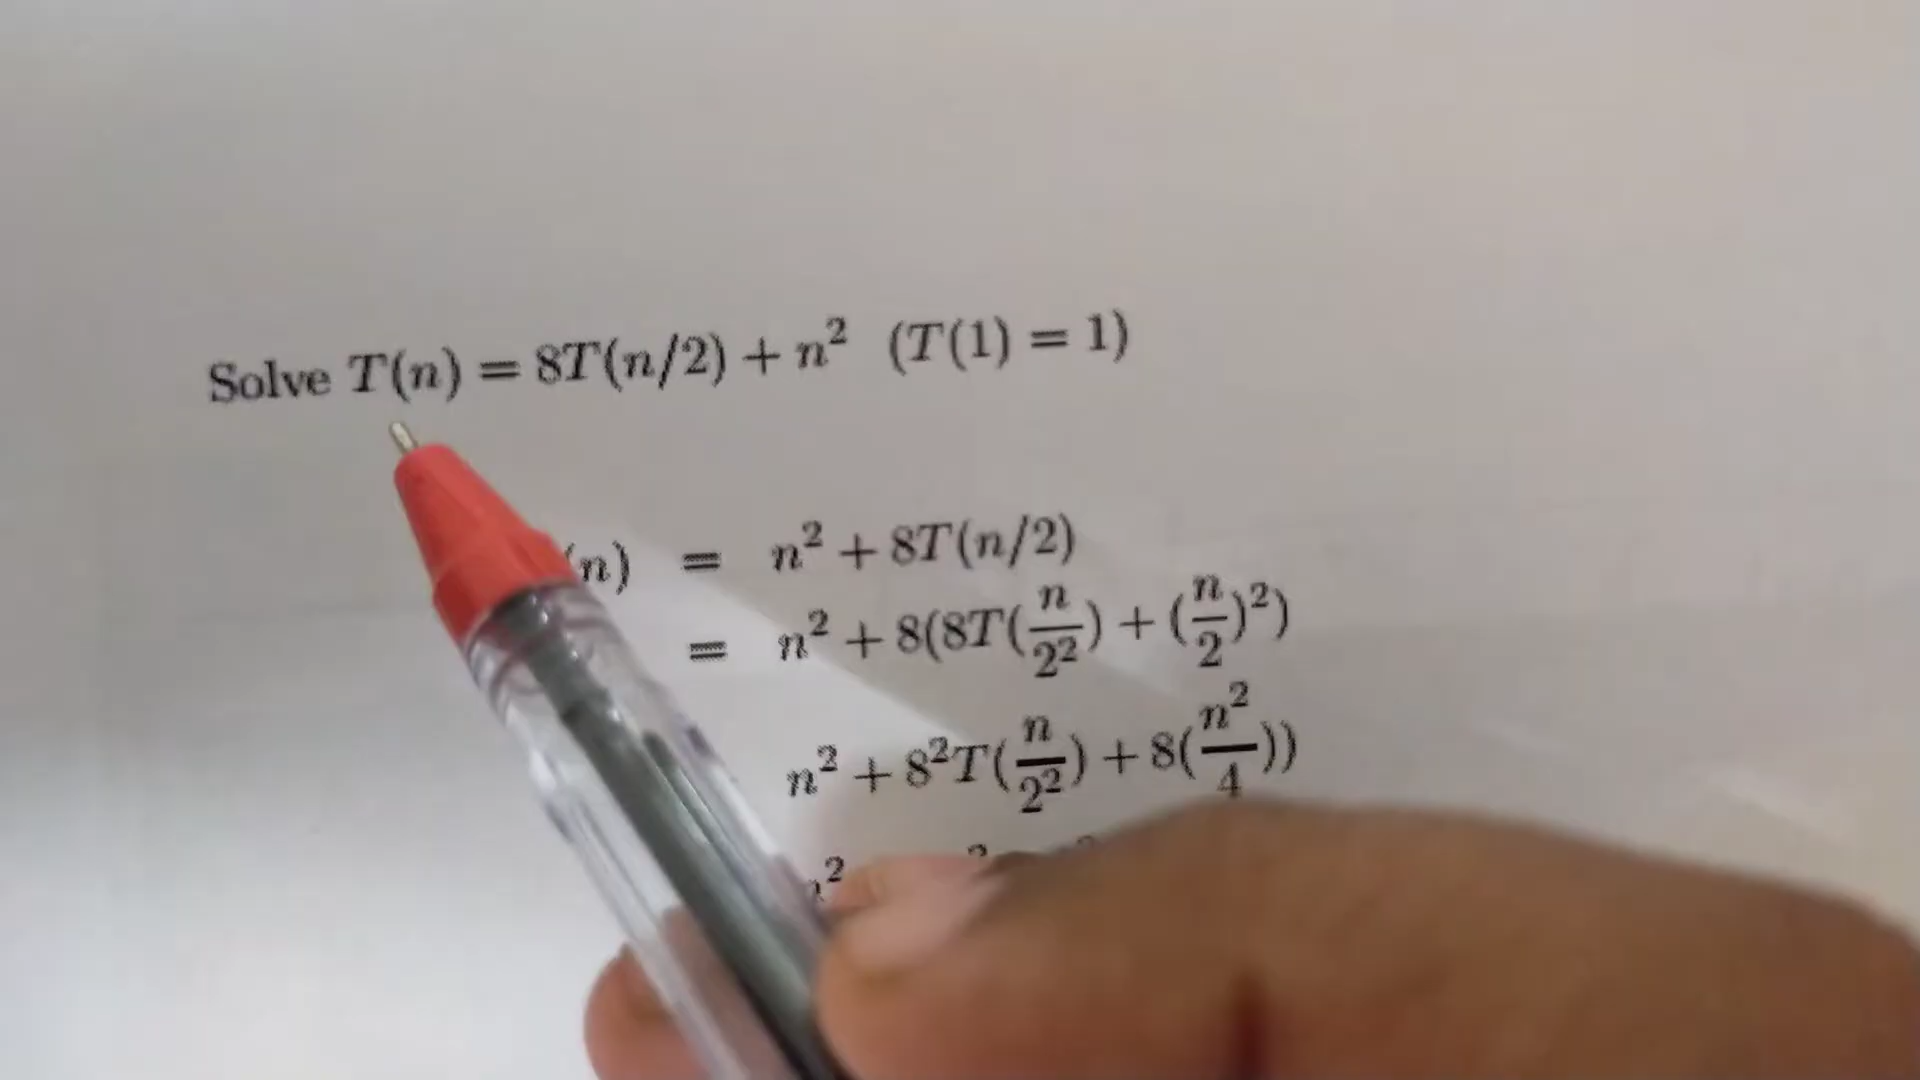 Solve T(n) = 8T(n/2) + n² (T(1) = 1)
(n) = n² + 8T(n/2)
= n² + 8(8T(n/2²) + (n/2)²)
n² + 8²T(n/2²) + 8(n²/4))